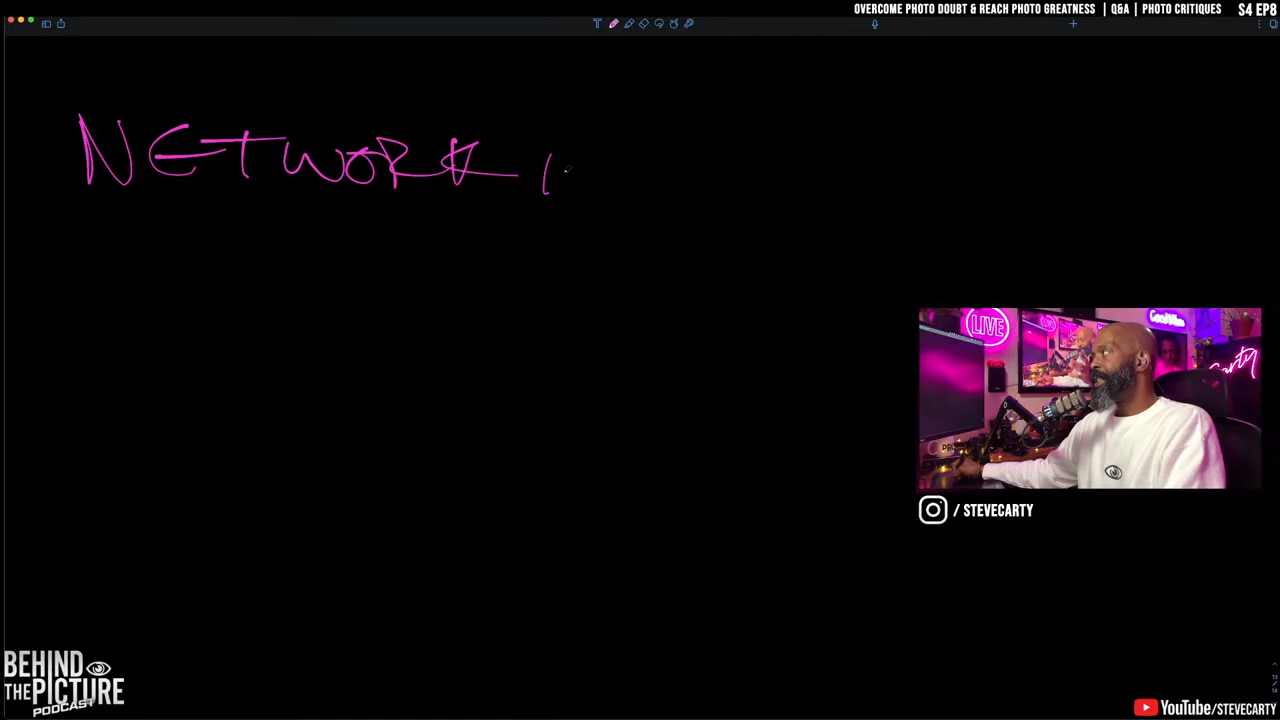 OVERCOME PHOTO DOUBT & REACH PHOTO GREATNESS | Q&A | PHOTO CRITIQUES S4 EP8
NETWORK
LIVE
Carty
/ STEVECARTY
BEHIND
THE PICTURE
PODCAST
YouTube/STEVECARTY